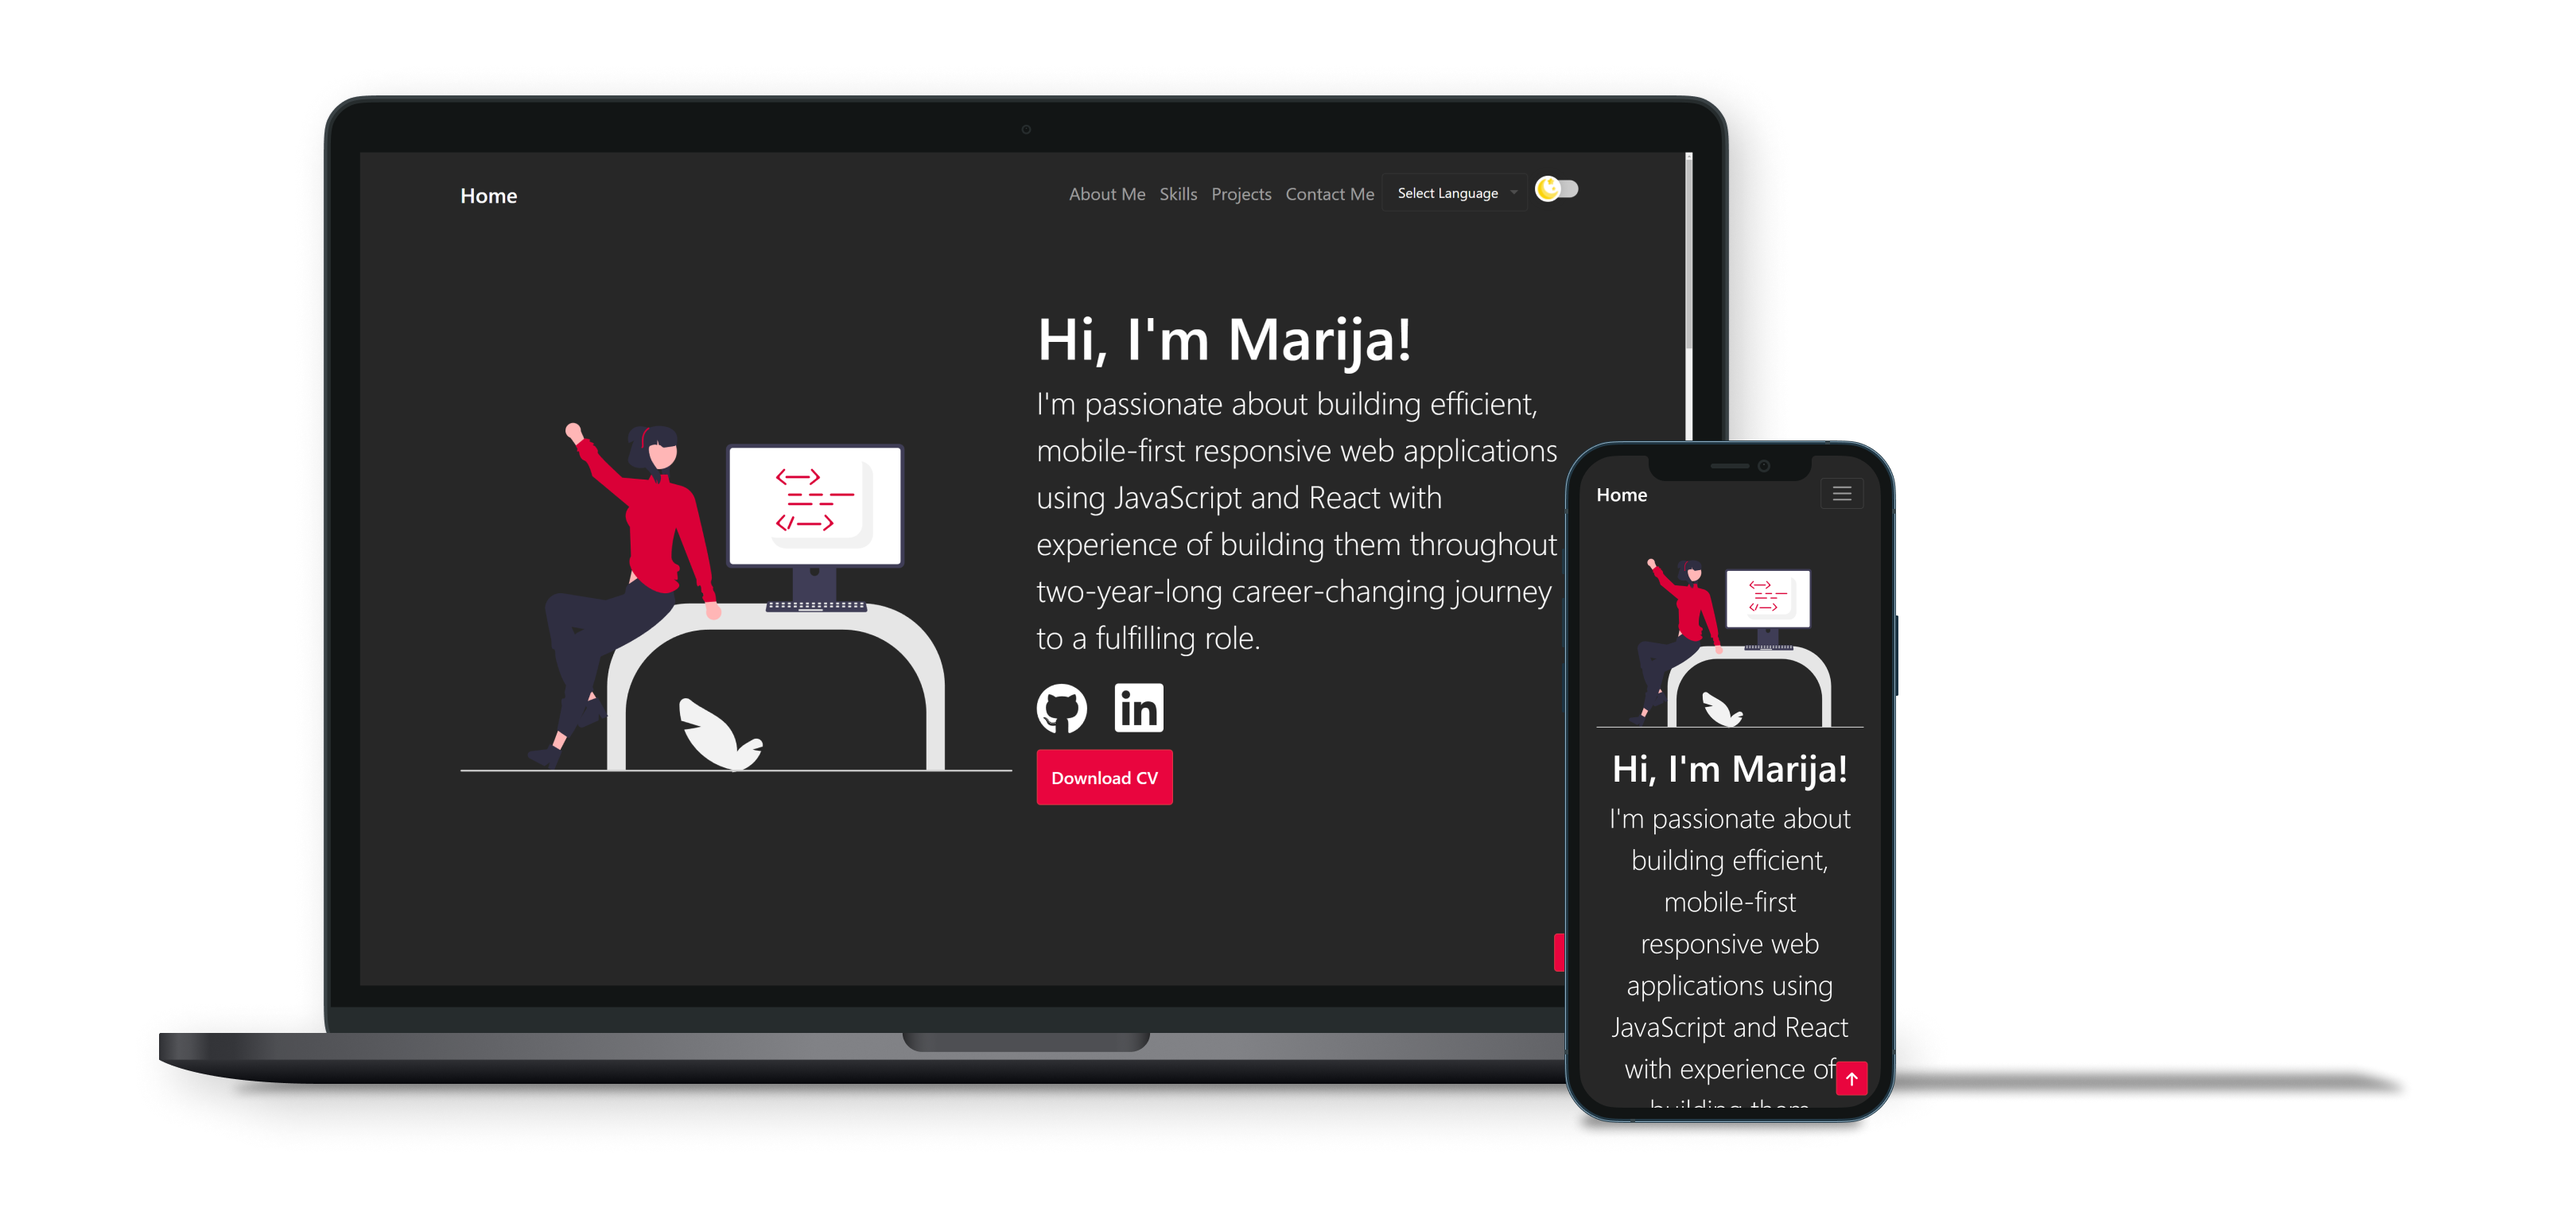 Home
About Me Skills Projects Contact Me Select Language
Hi, I'm Marija!
I'm passionate about building efficient,
mobile-first responsive web applications
using JavaScript and React with
experience of building them throughout
two-year-long career-changing journey
to a fulfilling role.
in
Download CV
Home
Hi, I'm Marija!
I'm passionate about
building efficient,
mobile-first
responsive web
applications using
JavaScript and React
with experience of
building them